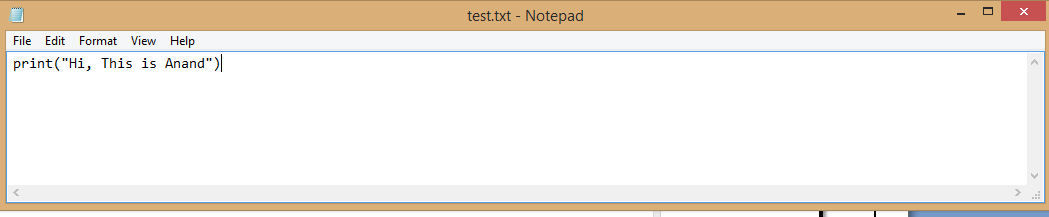 test.txt - Notepad
File Edit Format View Help
print("Hi, This is Anand")